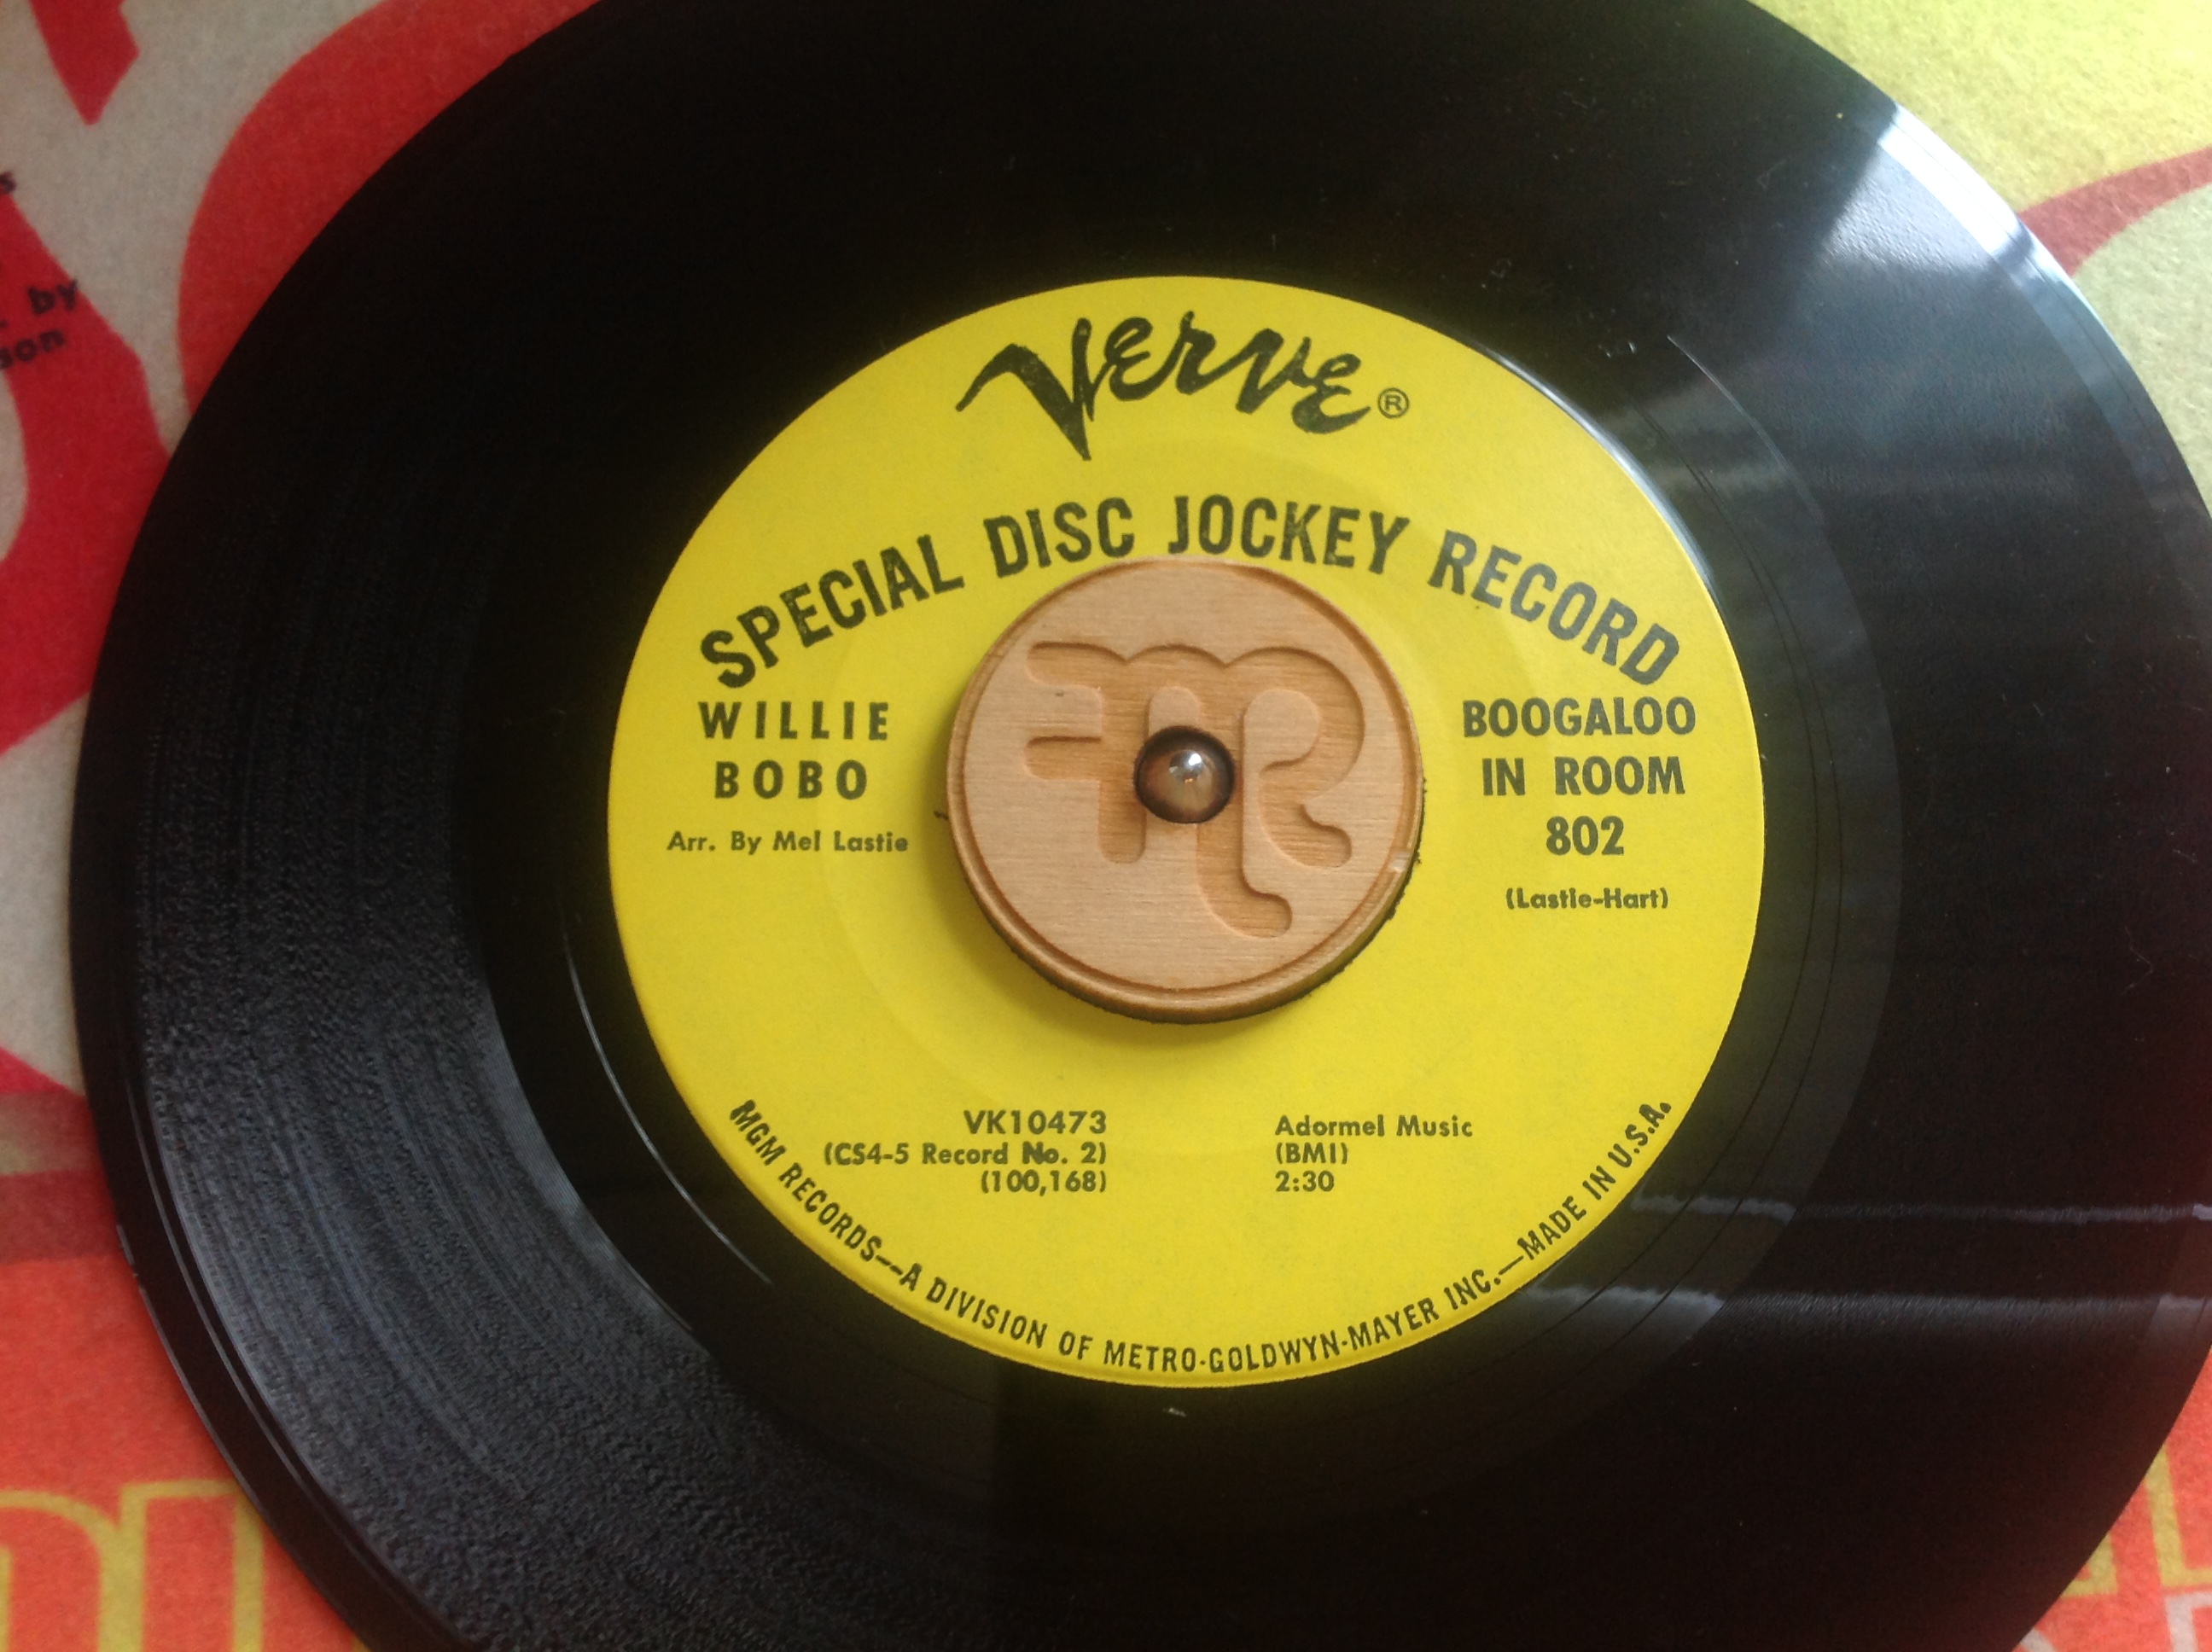 Verve®
SPECIAL DISC JOCKEY RECORD
WILLIE
BOBO
Arr. By Mel Lastie
BOOGALOO
IN ROOM
802
(Lastie-Hart)
VK10473
(CS4-5 Record No. 2)
(100,168)
Adormel Music
(BMI)
2:30
MGM RECORDS—A DIVISION OF METRO-GOLDWYN-MAYER INC.—MADE IN U.S.A.
by